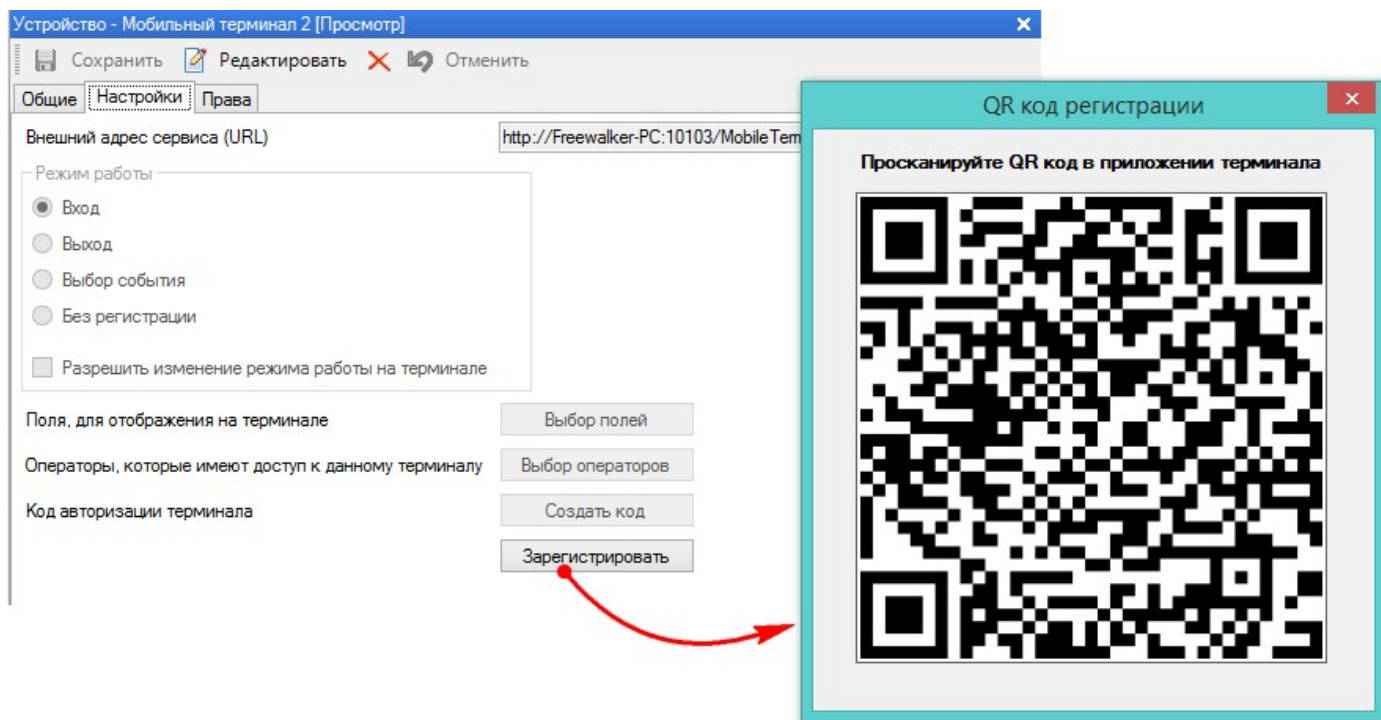 Устройство - Мобильный терминал 2 [Просмотр]
Сохранить Редактировать Отменить
Общие Настройки Права
Внешний адрес сервиса (URL) http://Freewalker-PC:10103/MobileTem
Режим работы
Вход
Выход
Выбор события
Без регистрации
Разрешить изменение режима работы на терминале
Поля, для отображения на терминале Выбор полей
Операторы, которые имеют доступ к данному терминалу Выбор операторов
Код авторизации терминала Создать код
Зарегистрировать
QR код регистрации
Просканируйте QR код в приложении терминала